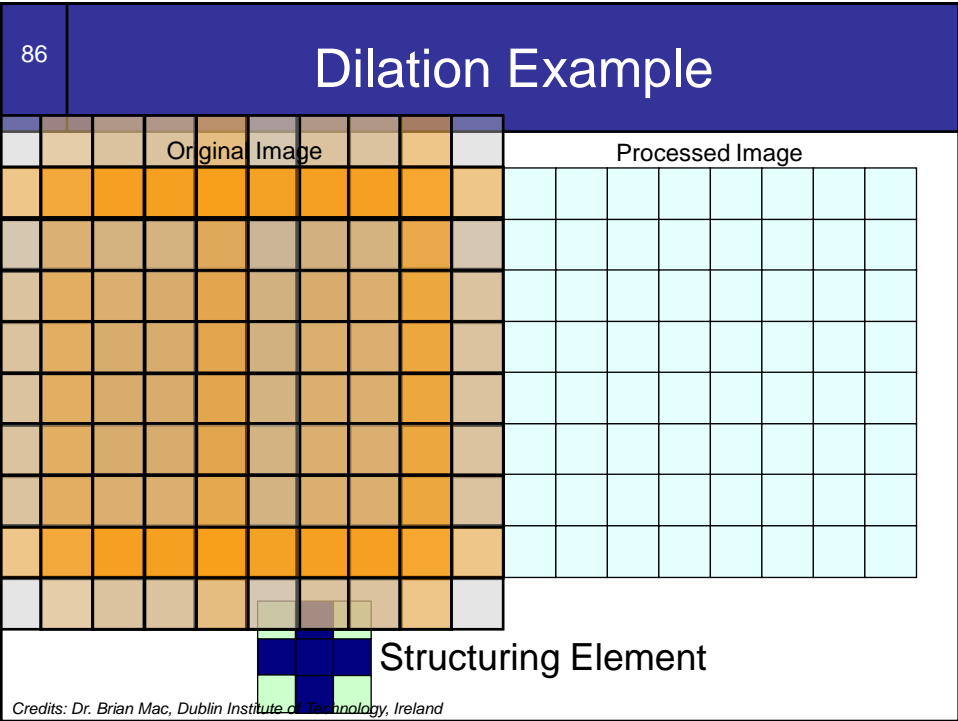 86
Dilation Example
Original Image
Processed Image
Structuring Element
Credits: Dr. Brian Mac, Dublin Institute of Technology, Ireland